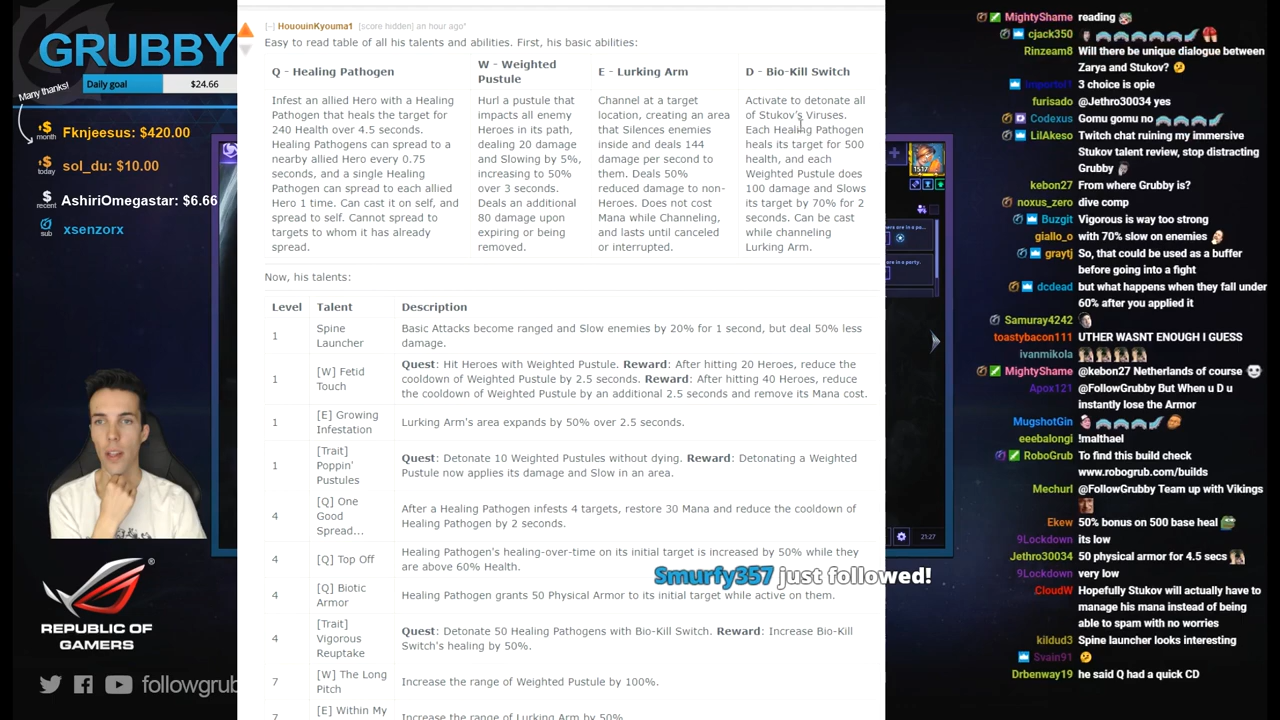 GRUBBY
Daily goal
$24.66
Many thanks!
month
Fknjeesus: $420.00
today
sol_du: $10.00
recent
AshiriOmegastar: $6.66
sub
xsenzorx
REPUBLIC OF
GAMERS
followgrub
[–] HououinKyouma1 [score hidden] an hour ago*
Easy to read table of all his talents and abilities. First, his basic abilities:
Q - Healing Pathogen
Infest an allied Hero with a Healing
Pathogen that heals the target for
240 Health over 4.5 seconds.
Healing Pathogens can spread to a
nearby allied Hero every 0.75
seconds, and a single Healing
Pathogen can spread to each allied
Hero 1 time. Can cast it on self, and
spread to self. Cannot spread to
targets to whom it has already
spread.
W - Weighted
Pustule
Hurl a pustule that
impacts all enemy
Heroes in its path,
dealing 20 damage
and Slowing by 5%,
increasing to 50%
over 3 seconds.
Deals an additional
80 damage upon
expiring or being
removed.
E - Lurking Arm
Channel at a target
location, creating an area
that Silences enemies
inside and deals 144
damage per second to
them. Deals 50%
reduced damage to non-
Heroes. Does not cost
Mana while Channeling,
and lasts until canceled
or interrupted.
D - Bio-Kill Switch
Activate to detonate all
of Stukov's Viruses.
Each Healing Pathogen
heals its target for 500
health, and each
Weighted Pustule does
100 damage and Slows
its target by 70% for 2
seconds. Can be cast
while channeling
Lurking Arm.
Now, his talents:
Level Talent Description
1 Spine
Launcher
Basic Attacks become ranged and Slow enemies by 20% for 1 second, but deal 50% less
damage.
1 [W] Fetid
Touch
Quest: Hit Heroes with Weighted Pustule. Reward: After hitting 20 Heroes, reduce the
cooldown of Weighted Pustule by 2.5 seconds. Reward: After hitting 40 Heroes, reduce
the cooldown of Weighted Pustule by an additional 2.5 seconds and remove its Mana cost.
1 [E] Growing
Infestation
Lurking Arm's area expands by 50% over 2.5 seconds.
1 [Trait]
Poppin'
Pustules
Quest: Detonate 10 Weighted Pustules without dying. Reward: Detonating a Weighted
Pustule now applies its damage and Slow in an area.
4 [Q] One
Good
Spread...
After a Healing Pathogen infests 4 targets, restore 30 Mana and reduce the cooldown of
Healing Pathogen by 2 seconds.
4 [Q] Top Off
Healing Pathogen's healing-over-time on its initial target is increased by 50% while they
are above 60% Health.
4 [Q] Biotic
Armor
Healing Pathogen grants 50 Physical Armor to its initial target while active on them.
4 [Trait]
Vigorous
Reuptake
Quest: Detonate 50 Healing Pathogens with Bio-Kill Switch. Reward: Increase Bio-Kill
Switch's healing by 50%.
7 [W] The Long
Pitch
Increase the range of Weighted Pustule by 100%.
7 [E] Within My
Increase the range of Lurking Arm by 50%.
Smurfy357 just followed!
1517
21:27
MightyShame reading
cjack350
Rinzeam8 Will there be unique dialogue between
Zarya and Stukov?
Importol1 3 choice is opie
furisado @Jethro30034 yes
Codexus Gomu gomu no
LilAkeso Twitch chat ruining my immersive
Stukov talent review, stop distracting
Grubby
kebon27 From where Grubby is?
noxus_zero dive comp
Buzgit Vigorous is way too strong
giallo_o with 70% slow on enemies
graytj So, that could be used as a buffer
before going into a fight
dcdead but what happens when they fall under
60% after you applied it
Samuray4242
toastybacon111 UTHER WASNT ENOUGH I GUESS
ivanmikola
MightyShame @kebon27 Netherlands of course
Apox121 @FollowGrubby But When u D u
instantly lose the Armor
MugshotGin
eeebalongi !malthael
RoboGrub To find this build check
www.robogrub.com/builds
Mechurl @FollowGrubby Team up with Vikings
Ekew 50% bonus on 500 base heal
9Lockdown its low
Jethro30034 50 physical armor for 4.5 secs
9Lockdown very low
CloudW Hopefully Stukov will actually have to
manage his mana instead of being
able to spam with no worries
kildud3 Spine launcher looks interesting
Svain91
Drbenway19 he said Q had a quick CD